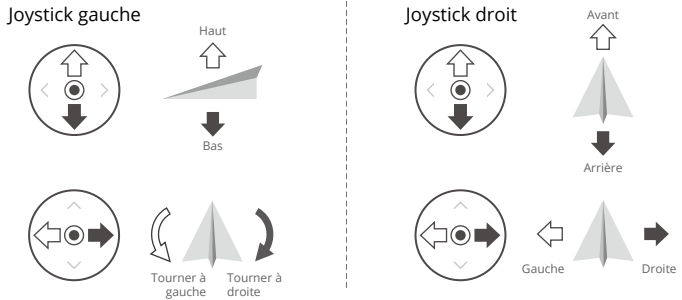 Joystick gauche
Haut
Bas
Tourner à
gauche
Tourner à
droite
Joystick droit
Avant
Arrière
Gauche
Droite